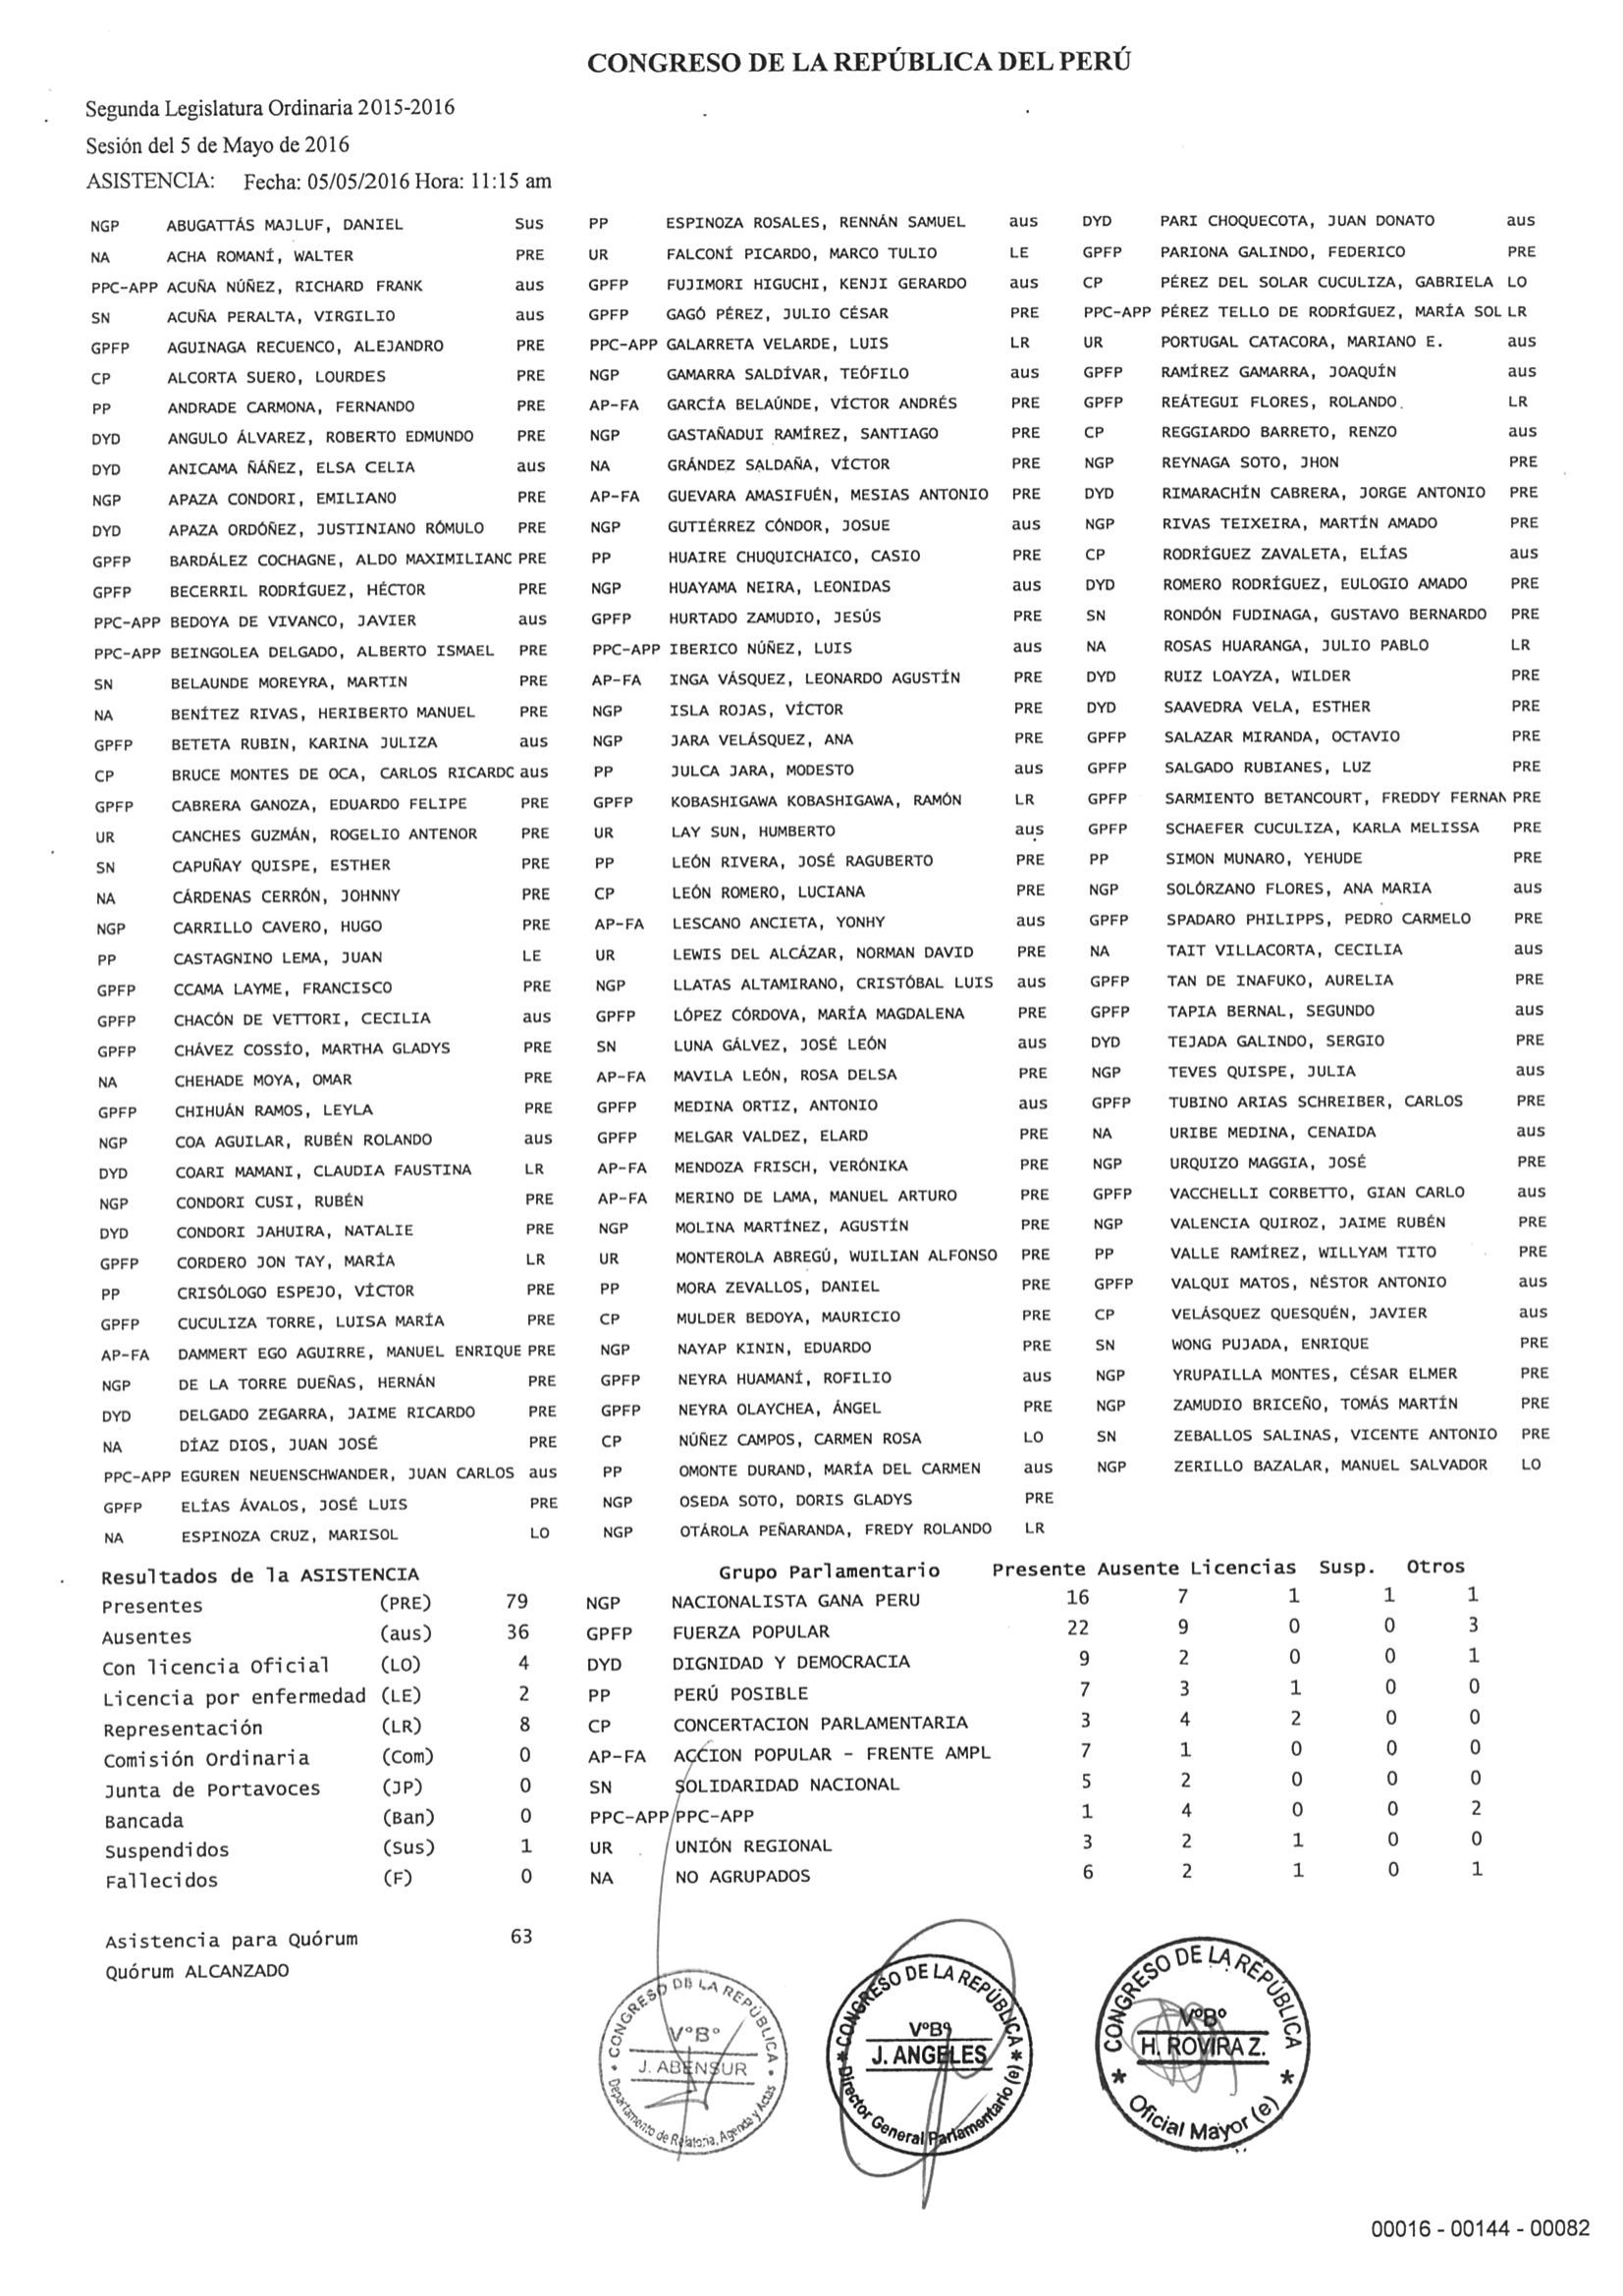 CONGRESO DE LA REPÚBLICA DEL PERÚ
Segunda Legislatura Ordinaria 2015-2016
Sesión del 5 de Mayo de 2016
ASISTENCIA: Fecha: 05/05/2016 Hora: 11:15 am
NGP ABUGATTÁS MAJLUF, DANIEL Sus
NA ACHA ROMANÍ, WALTER PRE
PPC-APP ACUÑA NÚÑEZ, RICHARD FRANK aus
SN ACUÑA PERALTA, VIRGILIO aus
GPFP AGUINAGA RECUENCO, ALEJANDRO PRE
CP ALCORTA SUERO, LOURDES PRE
PP ANDRADE CARMONA, FERNANDO PRE
DYD ANGULO ÁLVAREZ, ROBERTO EDMUNDO PRE
DYD ANICAMA ÑÁÑEZ, ELSA CELIA aus
NGP APAZA CONDORI, EMILIANO PRE
DYD APAZA ORDÓÑEZ, JUSTINIANO RÓMULO PRE
GPFP BARDÁLEZ COCHAGNE, ALDO MAXIMILIANC PRE
GPFP BECERRIL RODRÍGUEZ, HÉCTOR PRE
PPC-APP BEDOYA DE VIVANCO, JAVIER aus
PPC-APP BEINGOLEA DELGADO, ALBERTO ISMAEL PRE
SN BELAUNDE MOREYRA, MARTIN PRE
NA BENÍTEZ RIVAS, HERIBERTO MANUEL PRE
GPFP BETETA RUBIN, KARINA JULIZA aus
CP BRUCE MONTES DE OCA, CARLOS RICARDC aus
GPFP CABRERA GANOZA, EDUARDO FELIPE PRE
UR CANCHES GUZMÁN, ROGELIO ANTENOR PRE
SN CAPUÑAY QUISPE, ESTHER PRE
NA CÁRDENAS CERRÓN, JOHNNY PRE
NGP CARRILLO CAVERO, HUGO PRE
PP CASTAGNINO LEMA, JUAN LE
GPFP CCAMA LAYME, FRANCISCO PRE
GPFP CHACÓN DE VETTORI, CECILIA aus
GPFP CHÁVEZ COSSÍO, MARTHA GLADYS PRE
NA CHEHADE MOYA, OMAR PRE
GPFP CHIHUÁN RAMOS, LEYLA PRE
NGP COA AGUILAR, RUBÉN ROLANDO aus
DYD COARI MAMANI, CLAUDIA FAUSTINA LR
NGP CONDORI CUSI, RUBÉN PRE
DYD CONDORI JAHUIRA, NATALIE PRE
GPFP CORDERO JON TAY, MARÍA LR
PP CRISÓLOGO ESPEJO, VÍCTOR PRE
GPFP CUCULIZA TORRE, LUISA MARÍA PRE
AP-FA DAMMERT EGO AGUIRRE, MANUEL ENRIQUE PRE
NGP DE LA TORRE DUEÑAS, HERNÁN PRE
DYD DELGADO ZEGARRA, JAIME RICARDO PRE
NA DÍAZ DIOS, JUAN JOSÉ PRE
PPC-APP EGUREN NEUENSCHWANDER, JUAN CARLOS aus
GPFP ELÍAS ÁVALOS, JOSÉ LUIS PRE
NA ESPINOZA CRUZ, MARISOL LO
PP ESPINOZA ROSALES, RENNÁN SAMUEL aus
UR FALCONÍ PICARDO, MARCO TULIO LE
GPFP FUJIMORI HIGUCHI, KENJI GERARDO aus
GPFP GAGÓ PÉREZ, JULIO CÉSAR PRE
PPC-APP GALARRETA VELARDE, LUIS LR
NGP GAMARRA SALDÍVAR, TEÓFILO aus
AP-FA GARCÍA BELAÚNDE, VÍCTOR ANDRÉS PRE
NGP GASTAÑADUI RAMÍREZ, SANTIAGO PRE
NA GRÁNDEZ SALDAÑA, VÍCTOR PRE
AP-FA GUEVARA AMASIFUÉN, MESIAS ANTONIO PRE
NGP GUTIÉRREZ CÓNDOR, JOSUE aus
PP HUAIRE CHUQUICHAICO, CASIO PRE
NGP HUAYAMA NEIRA, LEONIDAS aus
GPFP HURTADO ZAMUDIO, JESÚS PRE
PPC-APP IBERICO NÚÑEZ, LUIS aus
AP-FA INGA VÁSQUEZ, LEONARDO AGUSTÍN PRE
NGP ISLA ROJAS, VÍCTOR PRE
NGP JARA VELÁSQUEZ, ANA PRE
PP JULCA JARA, MODESTO aus
GPFP KOBASHIGAWA KOBASHIGAWA, RAMÓN LR
UR LAY SUN, HUMBERTO aus
PP LEÓN RIVERA, JOSÉ RAGUBERTO PRE
CP LEÓN ROMERO, LUCIANA PRE
AP-FA LESCANO ANCIETA, YONHY aus
UR LEWIS DEL ALCÁZAR, NORMAN DAVID PRE
NGP LLATAS ALTAMIRANO, CRISTÓBAL LUIS aus
GPFP LÓPEZ CÓRDOVA, MARÍA MAGDALENA PRE
SN LUNA GÁLVEZ, JOSÉ LEÓN aus
AP-FA MAVILA LEÓN, ROSA DELSA PRE
GPFP MEDINA ORTIZ, ANTONIO aus
GPFP MELGAR VALDEZ, ELARD PRE
AP-FA MENDOZA FRISCH, VERÓNIKA PRE
AP-FA MERINO DE LAMA, MANUEL ARTURO PRE
NGP MOLINA MARTÍNEZ, AGUSTÍN PRE
UR MONTEROLA ABREGÚ, WUILIAN ALFONSO PRE
PP MORA ZEVALLOS, DANIEL PRE
CP MULDER BEDOYA, MAURICIO PRE
NGP NAYAP KININ, EDUARDO PRE
GPFP NEYRA HUAMANÍ, ROFILIO aus
GPFP NEYRA OLAYCHEA, ÁNGEL PRE
CP NÚÑEZ CAMPOS, CARMEN ROSA LO
PP OMONTE DURAND, MARÍA DEL CARMEN aus
NGP OSEDA SOTO, DORIS GLADYS PRE
NGP OTÁROLA PEÑARANDA, FREDY ROLANDO LR
DYD PARI CHOQUECOTA, JUAN DONATO aus
GPFP PARIONA GALINDO, FEDERICO PRE
CP PÉREZ DEL SOLAR CUCULIZA, GABRIELA LO
PPC-APP PÉREZ TELLO DE RODRÍGUEZ, MARÍA SOL LR
UR PORTUGAL CATACORA, MARIANO E. aus
GPFP RAMÍREZ GAMARRA, JOAQUÍN aus
GPFP REÁTEGUI FLORES, ROLANDO LR
CP REGGIARDO BARRETO, RENZO aus
NGP REYNAGA SOTO, JHON PRE
DYD RIMARACHÍN CABRERA, JORGE ANTONIO PRE
NGP RIVAS TEIXEIRA, MARTÍN AMADO PRE
CP RODRÍGUEZ ZAVALETA, ELÍAS aus
DYD ROMERO RODRÍGUEZ, EULOGIO AMADO PRE
SN RONDÓN FUDINAGA, GUSTAVO BERNARDO PRE
NA ROSAS HUARANGA, JULIO PABLO LR
DYD RUIZ LOAYZA, WILDER PRE
DYD SAAVEDRA VELA, ESTHER PRE
GPFP SALAZAR MIRANDA, OCTAVIO PRE
GPFP SALGADO RUBIANES, LUZ PRE
GPFP SARMIENTO BETANCOURT, FREDDY FERNAN PRE
GPFP SCHAEFER CUCULIZA, KARLA MELISSA PRE
PP SIMON MUNARO, YEHUDE PRE
NGP SOLÓRZANO FLORES, ANA MARIA aus
GPFP SPADARO PHILIPPS, PEDRO CARMELO PRE
NA TAIT VILLACORTA, CECILIA aus
GPFP TAN DE INAFUKO, AURELIA PRE
GPFP TAPIA BERNAL, SEGUNDO aus
DYD TEJADA GALINDO, SERGIO PRE
NGP TEVES QUISPE, JULIA aus
GPFP TUBINO ARIAS SCHREIBER, CARLOS PRE
NA URIBE MEDINA, CENAIDA aus
NGP URQUIZO MAGGIA, JOSÉ PRE
GPFP VACCHELLI CORBETTO, GIAN CARLO aus
NGP VALENCIA QUIROZ, JAIME RUBÉN PRE
PP VALLE RAMÍREZ, WILLYAM TITO PRE
GPFP VALQUI MATOS, NÉSTOR ANTONIO aus
CP VELÁSQUEZ QUESQUÉN, JAVIER aus
SN WONG PUJADA, ENRIQUE PRE
NGP YRUPAILLA MONTES, CÉSAR ELMER PRE
NGP ZAMUDIO BRICEÑO, TOMÁS MARTÍN PRE
SN ZEBALLOS SALINAS, VICENTE ANTONIO PRE
NGP ZERILLO BAZALAR, MANUEL SALVADOR LO
Resultados de la ASISTENCIA
Presentes (PRE) 79
Ausentes (aus) 36
Con licencia Oficial (LO) 4
Licencia por enfermedad (LE) 2
Representación (LR) 8
Comisión Ordinaria (Com) 0
Junta de Portavoces (JP) 0
Bancada (Ban) 0
Suspendidos (Sus) 1
Fallecidos (F) 0
Asistencia para Quórum 63
Quórum ALCANZADO
Grupo Parlamentario Presente Ausente Licencias Susp. Otros
NGP NACIONALISTA GANA PERU 16 7 1 1 1
GPFP FUERZA POPULAR 22 9 0 0 3
DYD DIGNIDAD Y DEMOCRACIA 9 2 0 0 1
PP PERÚ POSIBLE 7 3 1 0 0
CP CONCERTACION PARLAMENTARIA 3 4 2 0 0
AP-FA ACCION POPULAR - FRENTE AMPL 7 1 0 0 0
SN SOLIDARIDAD NACIONAL 5 2 0 0 0
PPC-APP PPC-APP 1 4 0 0 2
UR UNIÓN REGIONAL 3 2 1 0 0
NA NO AGRUPADOS 6 2 1 0 1
CONGRESO DE LA REPÚBLICA
V°B°
J. ABENSUR
Departamento de Relatoria, Agenda y Actas
CONGRESO DE LA REPÚBLICA
V°B°
J. ANGELES
Director General Parlamentario (e)
CONGRESO DE LA REPÚBLICA
V°B°
H. ROVIRA Z.
Oficial Mayor (e)
00016 - 00144 - 00082